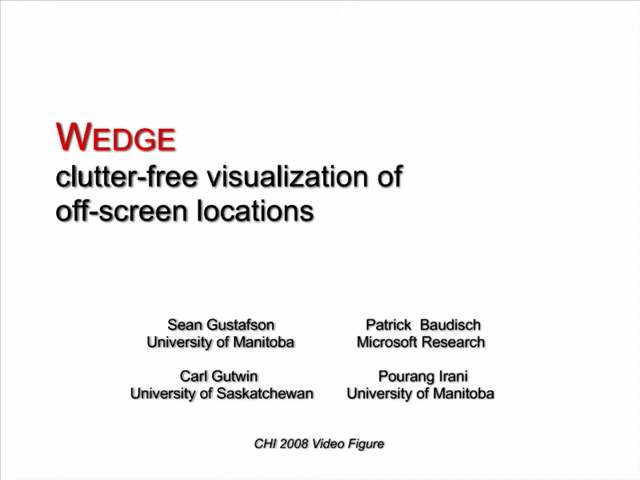 WEDGE
clutter-free visualization of
off-screen locations
Sean Gustafson
University of Manitoba
Patrick Baudisch
Microsoft Research
Carl Gutwin
University of Saskatchewan
Pourang Irani
University of Manitoba
CHI 2008 Video Figure